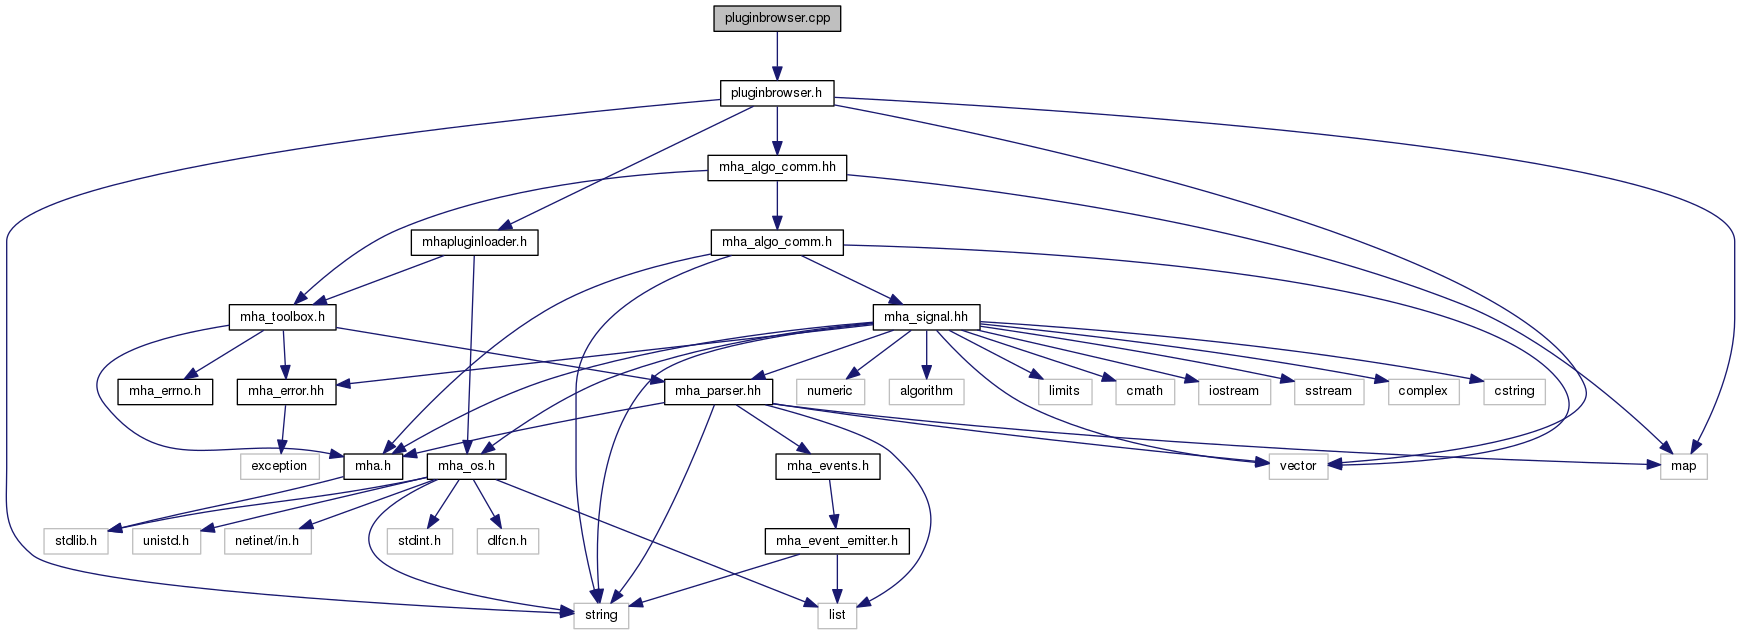 pluginbrowser.cpp
pluginbrowser.h
mha_algo_comm.hh
mhapluginloader.h
mha_algo_comm.h
mha_toolbox.h
mha_signal.hh
mha_errno.h
mha_error.hh
mha_parser.hh
numeric
algorithm
limits
cmath
iostream
sstream
complex
cstring
exception
mha.h
mha_os.h
mha_events.h
vector
map
stdlib.h
unistd.h
netinet/in.h
stdint.h
dlfcn.h
mha_event_emitter.h
string
list